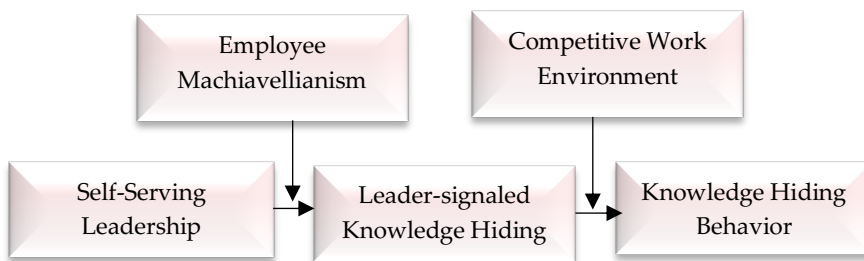 Employee
Machiavellianism
Competitive Work
Environment
Self-Serving
Leadership
Leader-signaled
Knowledge Hiding
Knowledge Hiding
Behavior